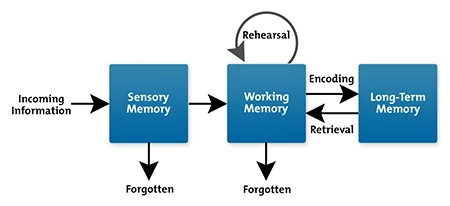 Rehearsal
Incoming
Information
Sensory
Memory
Working
Memory
Encoding
Retrieval
Long-Term
Memory
Forgotten
Forgotten